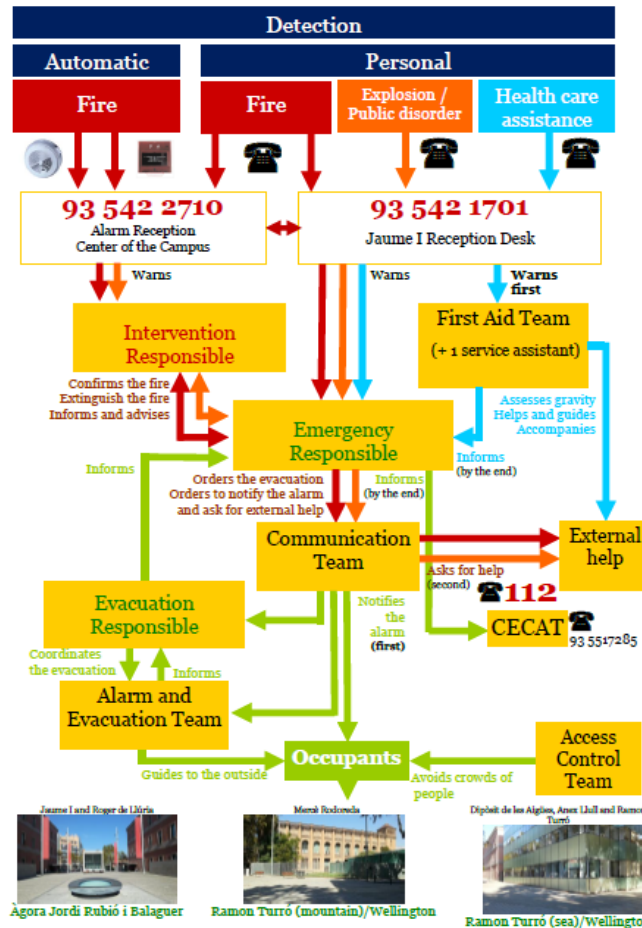 Detection
Automatic
Personal
Fire
Fire
Explosion /
Public disorder
Health care
assistance
93 542 2710
Alarm Reception
Center of the Campus
93 542 1701
Jaume I Reception Desk
Warns
Warns
Warns
first
Intervention
Responsible
First Aid Team
(+ 1 service assistant)
Confirms the fire
Extinguish the fire
Informs and advises
Assesses gravity
Helps and guides
Accompanies
Emergency
Responsible
Informs
Informs
(by the end)
Orders the evacuation
Orders to notify the alarm
and ask for external help
Informs
(by the end)
Communication
Team
External
help
Asks for help
(second)
112
Evacuation
Responsible
Notifies
the
alarm
(first)
CECAT
93 5517285
Coordinates
the evacuation
Informs
Alarm and
Evacuation Team
Occupants
Access
Control
Team
Guides to the outside
Avoids crowds of
people
Jaume I and Roger de Llúria
Mercè Rodoreda
Dipòsit de les Aigües, Anex Llull and Ramon
Turró
Àgora Jordi Rubió i Balaguer
Ramon Turró (mountain)/Wellington
Ramon Turró (sea)/Wellington